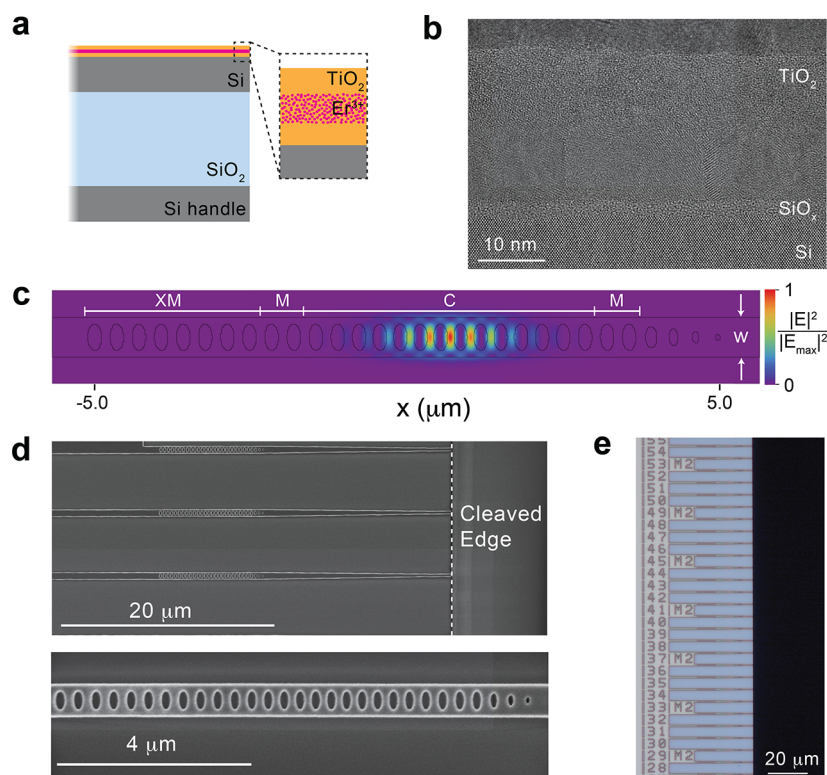 a
Si
SiO2
Si handle
TiO2
Er3+
b
TiO2
SiOx
Si
10 nm
c
XM
M
C
M
W
1
|E|²
|Emax|²
0
-5.0
x (μm)
5.0
d
Cleaved
Edge
20 μm
4 μm
e
55
54
53 M2
52
51
50
49 M2
48
47
46
45 M2
44
43
42
41 M2
40
39
38
37 M2
36
35
34
33 M2
32
31
30
29 M2
28
20 μm